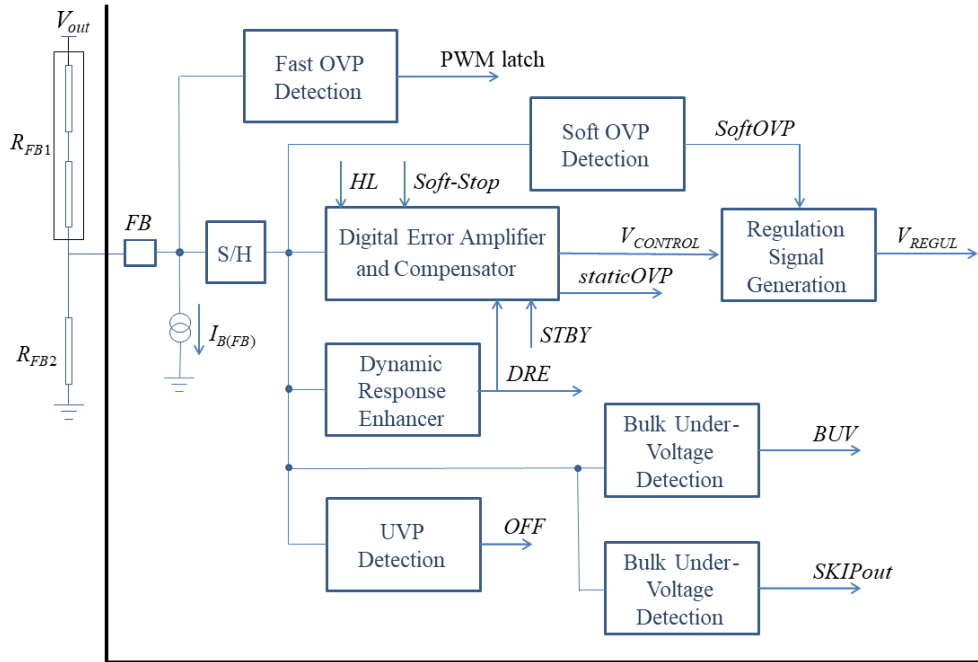 Vout
Fast OVP
Detection
PWM latch
RFB1
Soft OVP
Detection
SoftOVP
HL
Soft-Stop
FB
S/H
Digital Error Amplifier
and Compensator
VCONTROL
staticOVP
Regulation
Signal
Generation
VREGUL
IB(FB)
STBY
RFB2
Dynamic
Response
Enhancer
DRE
Bulk Under-
Voltage
Detection
BUV
UVP
Detection
OFF
Bulk Under-
Voltage
Detection
SKIPout